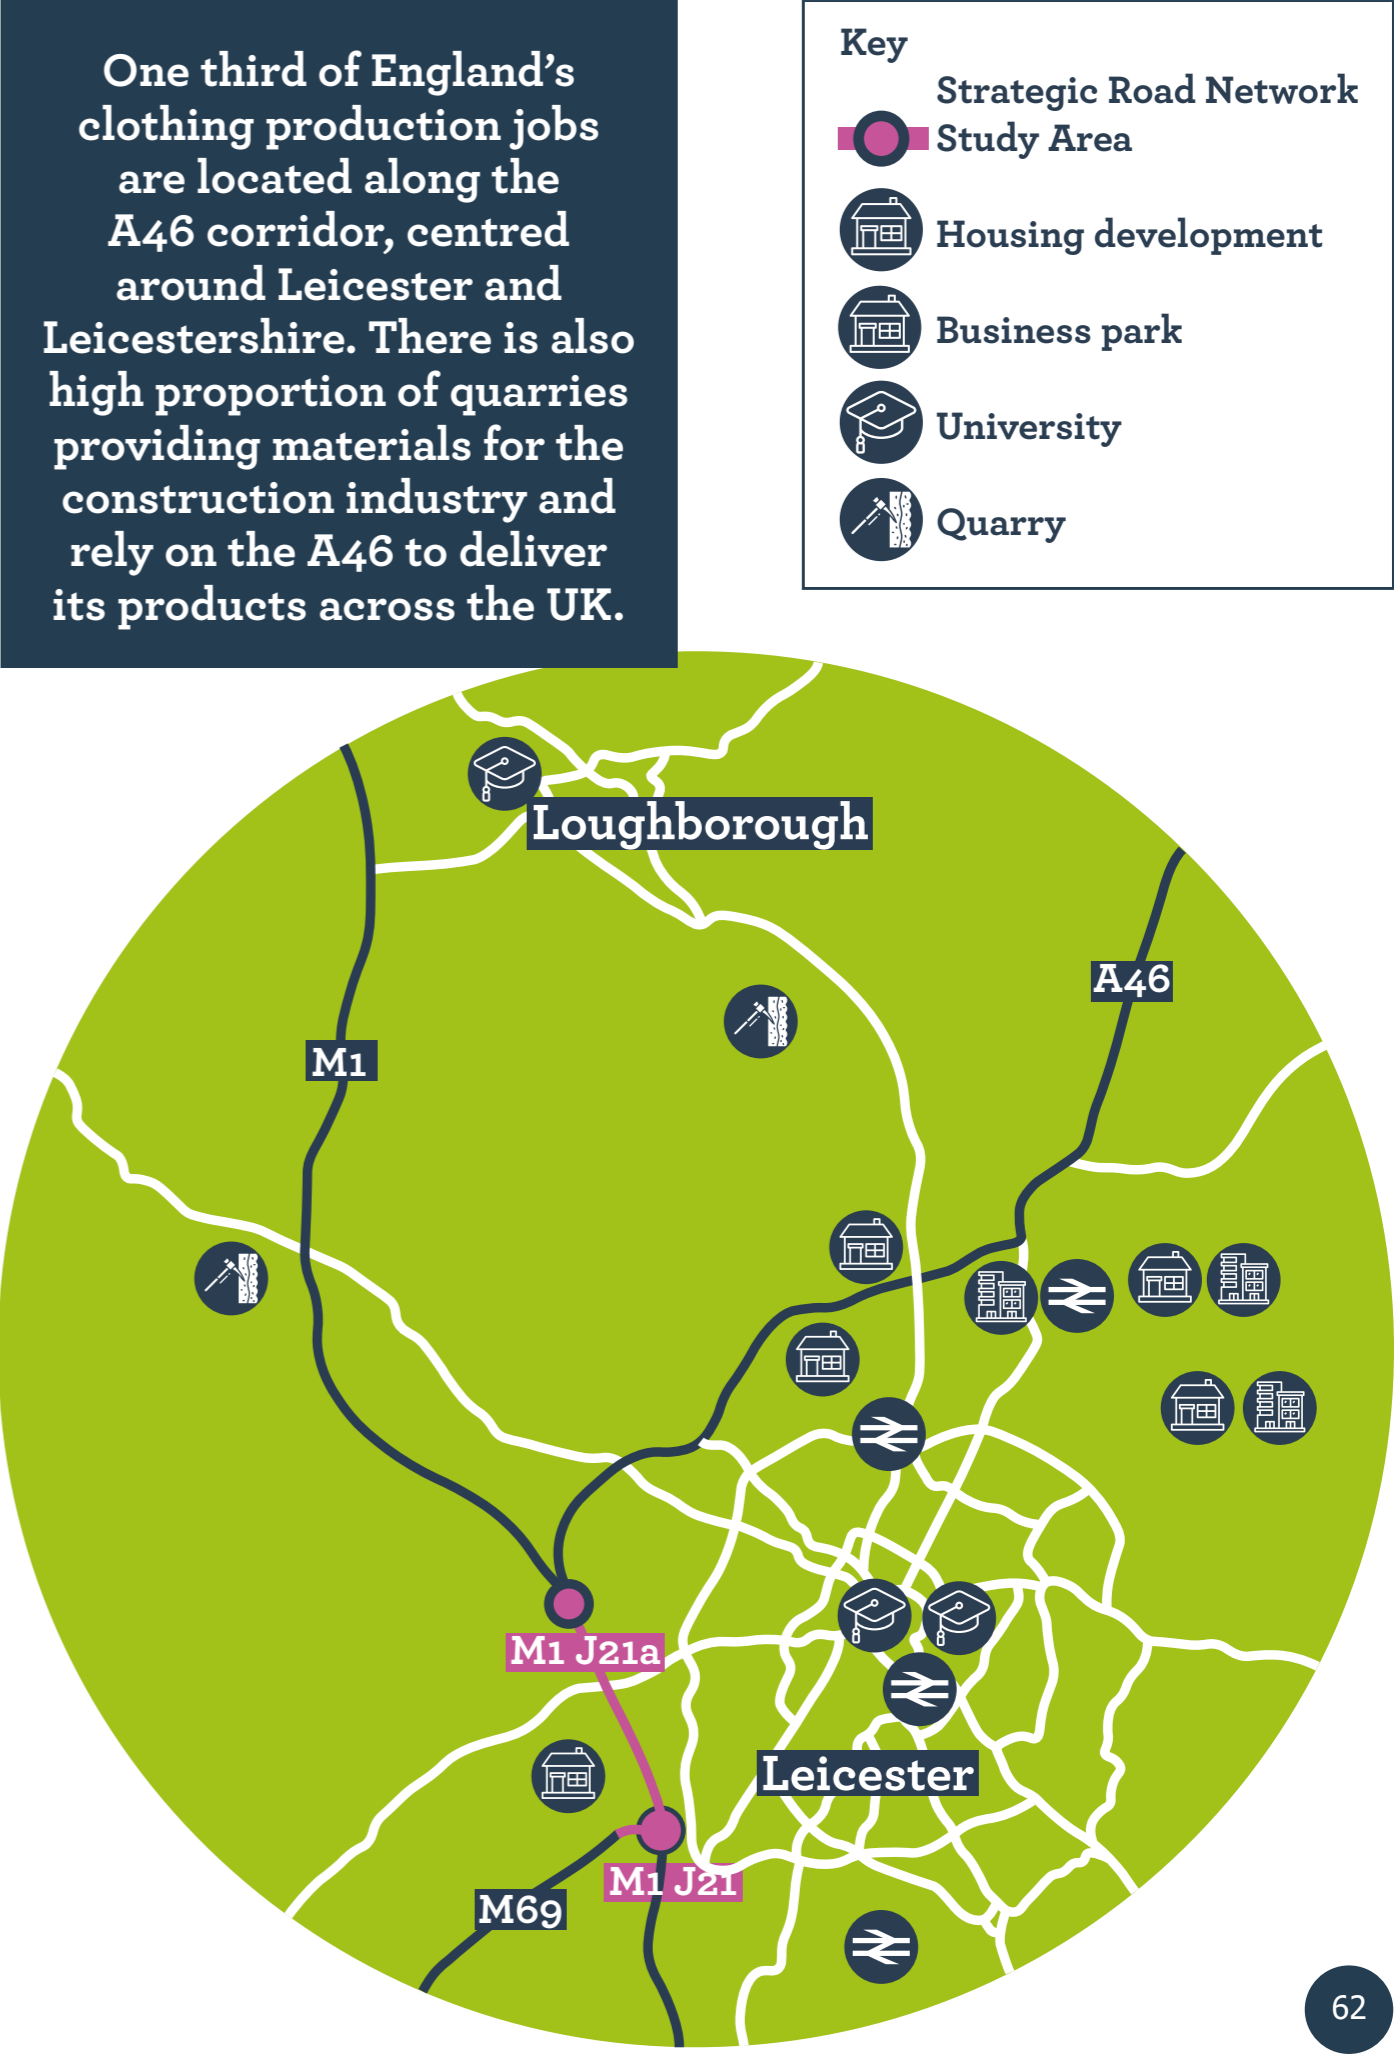 One third of England’s
clothing production jobs
are located along the
A46 corridor, centred
around Leicester and
Leicestershire. There is also
high proportion of quarries
providing materials for the
construction industry and
rely on the A46 to deliver
its products across the UK.
Key
Strategic Road Network
Study Area
Housing development
Business park
University
Quarry
Loughborough
A46
M1
M1 J21a
Leicester
M1 J21
M69
62